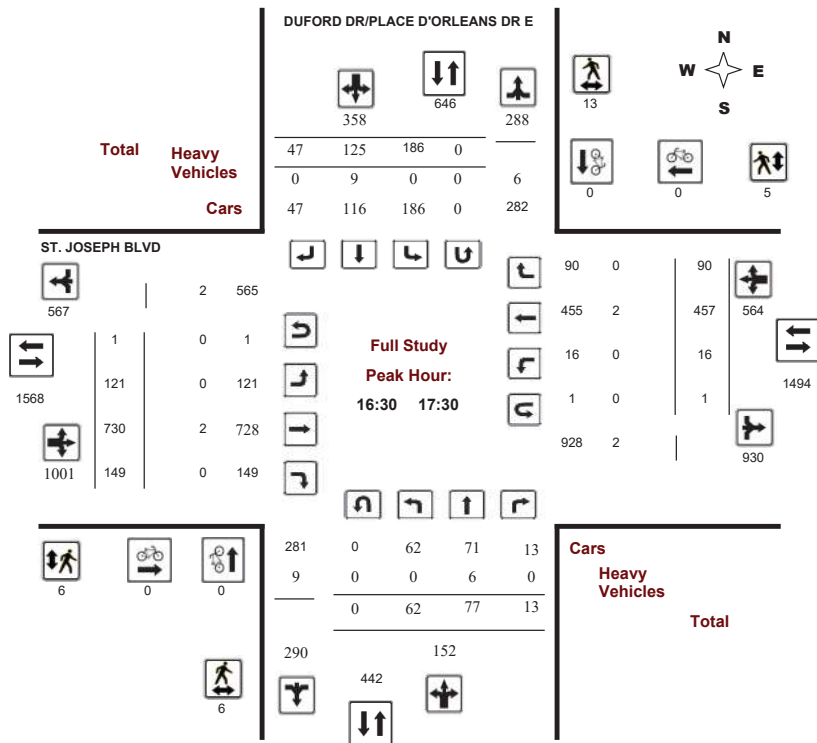 DUFORD DR/PLACE D'ORLEANS DR E
N
W E
S
646
13
358 288
Total Heavy Vehicles
47 125 186 0
0 9 0 0 6
0 0 5
Cars 47 116 186 0 282
ST. JOSEPH BLVD
567
2 565
90 0 90
564
455 2 457
1568
1 0 1
Full Study
Peak Hour:
16:30 17:30
16 0 16
1494
121 0 121
1 0 1
730 2 728
928 2
930
1001
149 0 149
281 0 62 71 13
Cars
9 0 0 6 0
Heavy
Vehicles
6 0 0
0 62 77 13
Total
290 152
442
6